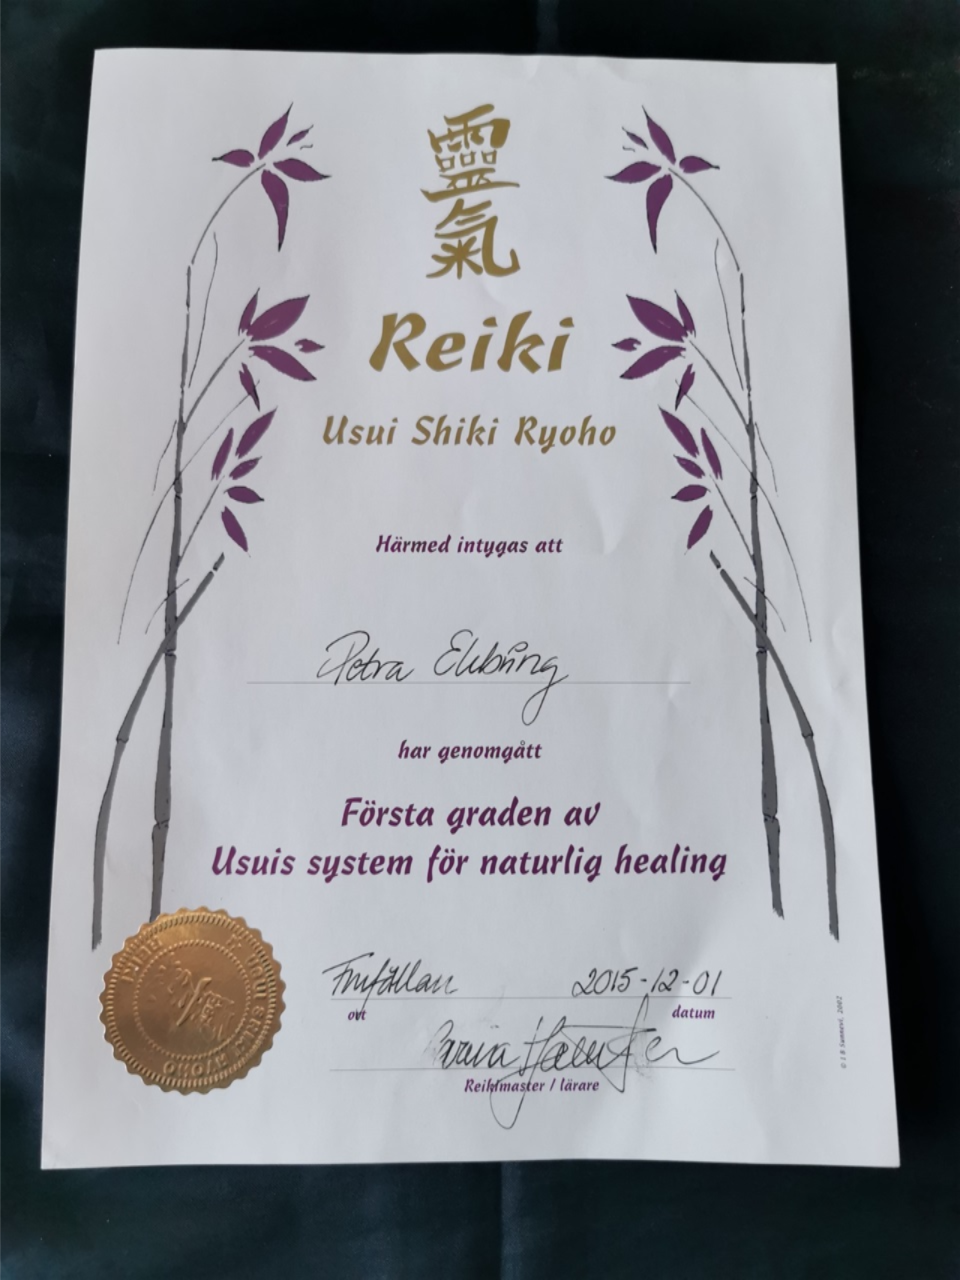 靈氣
Reiki
Usui Shiki Ryoho
Härmed intygas att
Petra
har genomgått
Första graden av
Usuis system för naturlig healing
2015-12-01
ort datum
Reikimaster / lärare